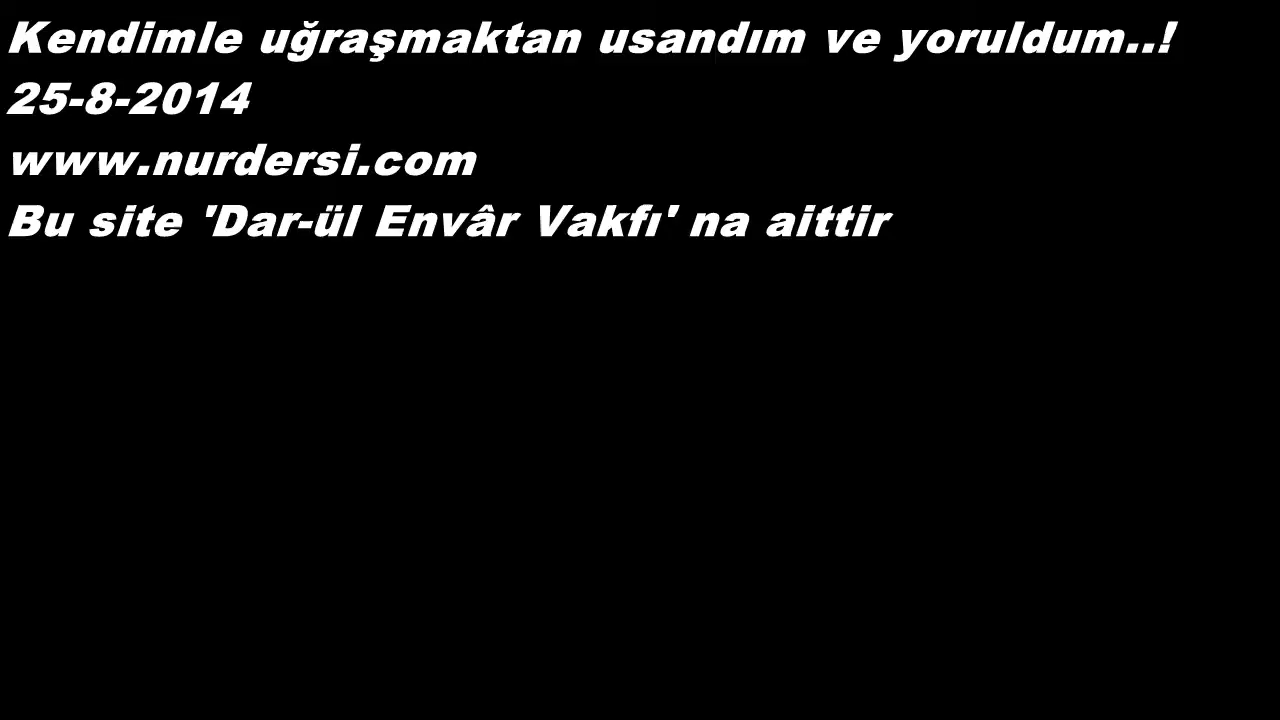 Kendimle uğraşmaktan usandım ve yoruldum..!
25-8-2014
www.nurdersi.com
Bu site 'Dar-ül Envâr Vakfı' na aittir